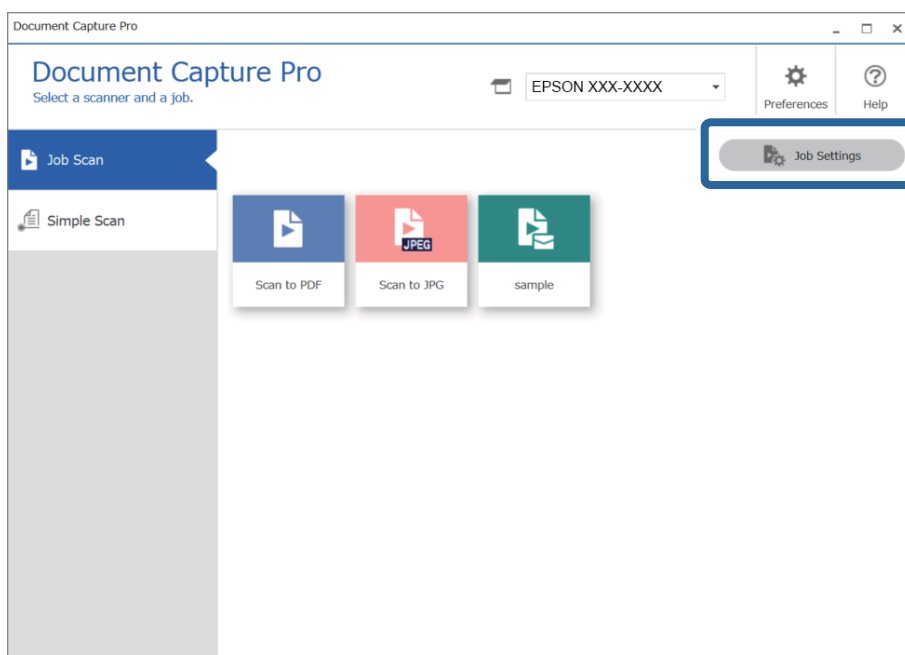 Document Capture Pro
Document Capture Pro
Select a scanner and a job.
EPSON XXX-XXXX
Preferences
Help
Job Scan
Job Settings
Simple Scan
JPEG
Scan to PDF
Scan to JPG
sample